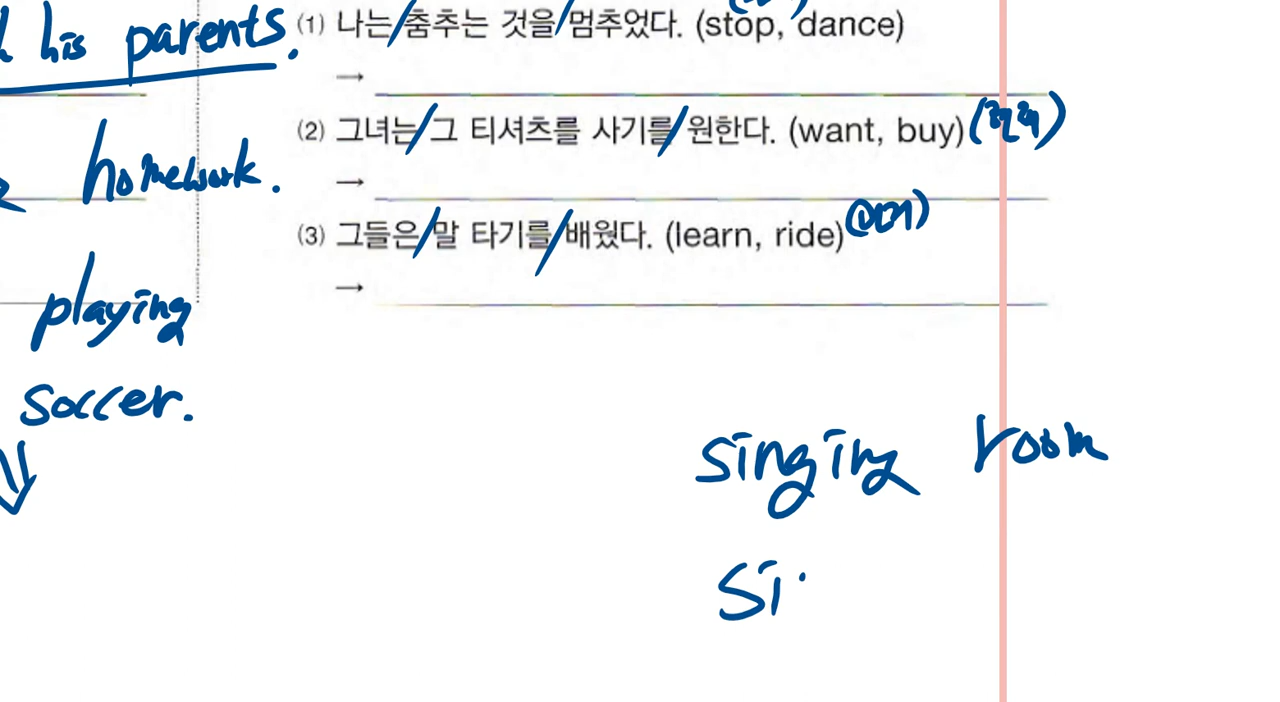 his parents.
homework.
playing
soccer.
(1) 나는/춤추는 것을/멈추었다. (stop, dance)
→
(2) 그녀는/그 티셔츠를 사기를/원한다. (want, buy)
→
(3) 그들은/말 타기를/배웠다. (learn, ride)
→
singing room
si